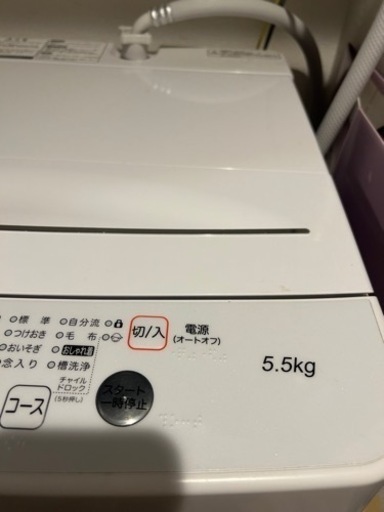 標準
自分流
つけおき
毛布
おいそぎ
おしゃれ着
念入り
槽洗浄
チャイルド
ロック
(5秒押し)
コース
スタート
一時停止
切/入
電源
(オートオフ)
5.5kg